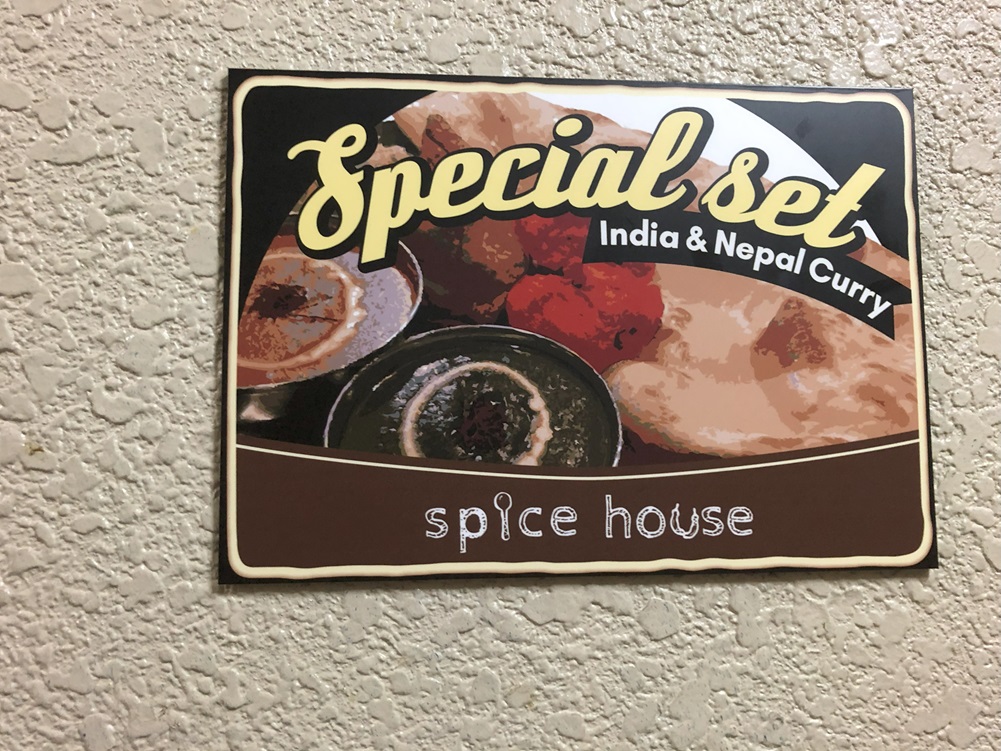 Special set
India & Nepal Curry
spice house